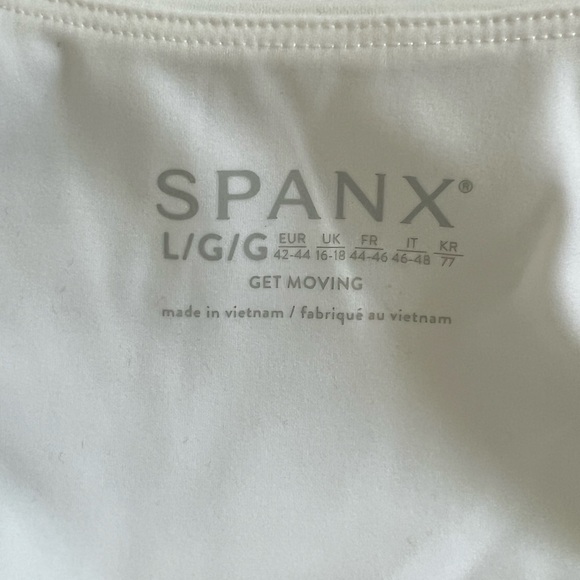 SPANX®
L/G/G EUR 42-44 UK 16-18 FR 44-46 IT 46-48 KR 77
GET MOVING
made in vietnam / fabriqué au vietnam